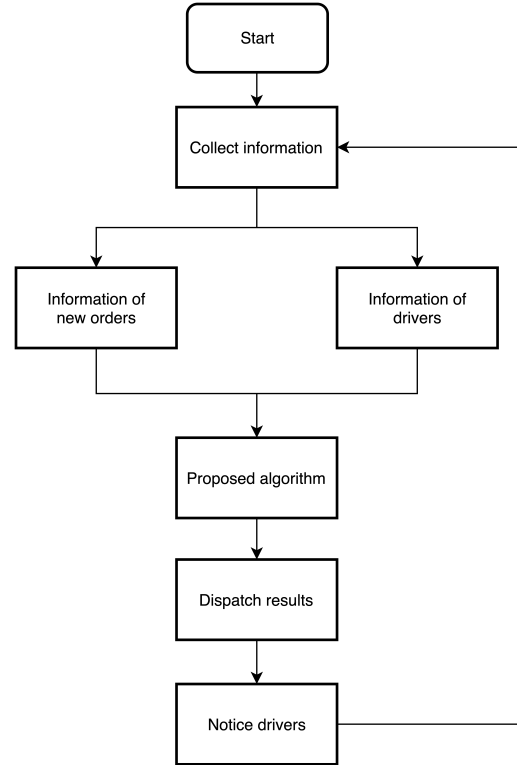 Start
Collect information
Information of
new orders
Information of
drivers
Proposed algorithm
Dispatch results
Notice drivers